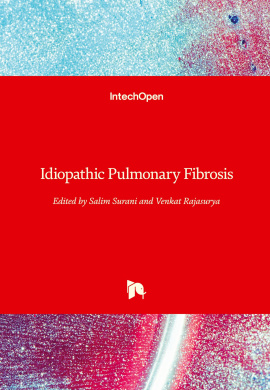 IntechOpen
Idiopathic Pulmonary Fibrosis
Edited by Salim Surani and Venkat Rajasurya